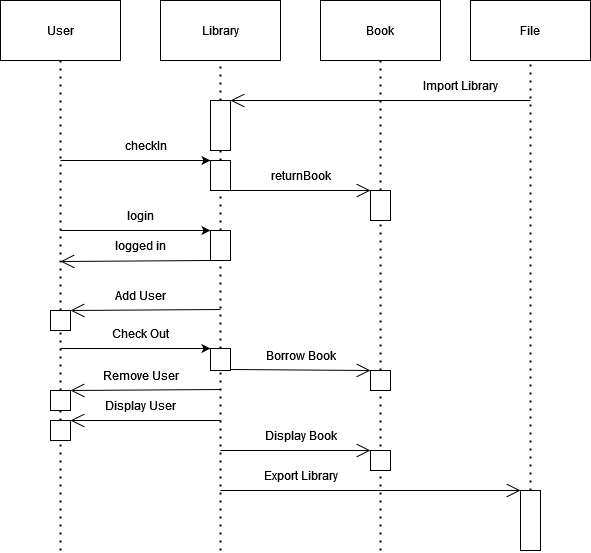 User
Library
Book
File
Import Library
checkIn
returnBook
login
logged in
Add User
Check Out
Borrow Book
Remove User
Display User
Display Book
Export Library